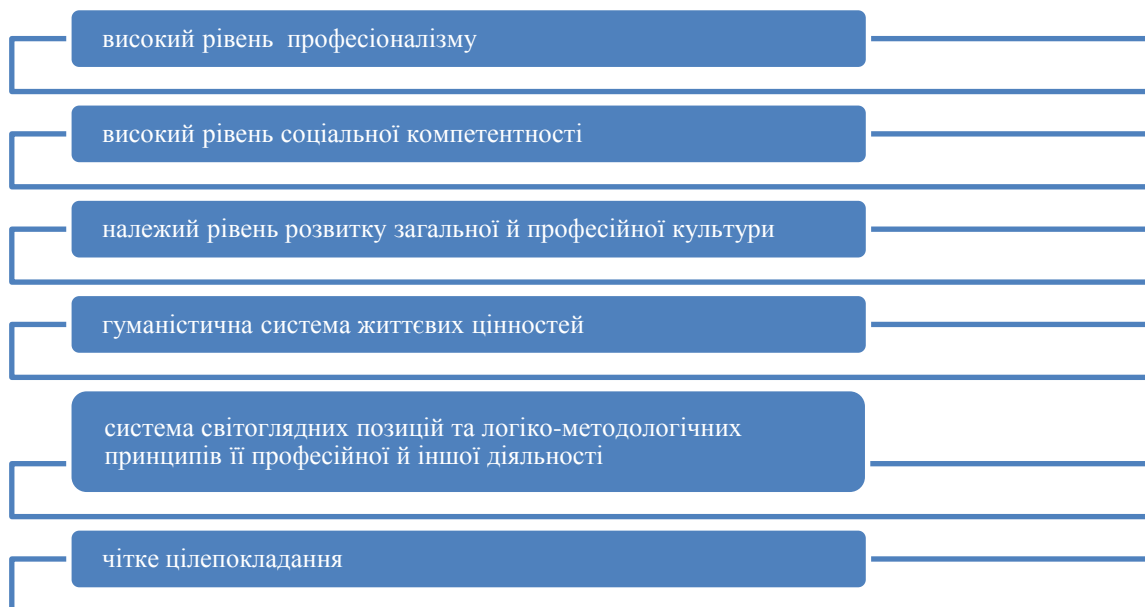 високий рівень професіоналізму
високий рівень соціальної компетентності
належий рівень розвитку загальної й професійної культури
гуманістична система життєвих цінностей
система світоглядних позицій та логіко-методологічних
принципів її професійної й іншої діяльності
чітке цілепокладання